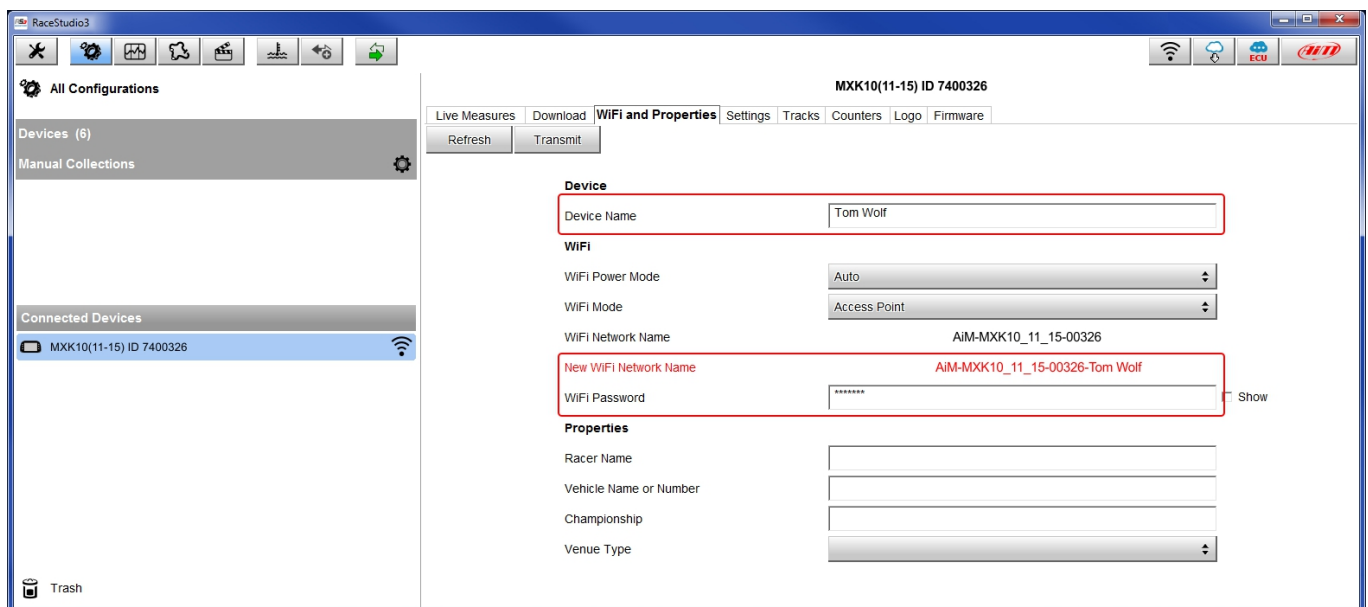 RaceStudio3
ECU
AiM
All Configurations
Devices (6)
Manual Collections
Connected Devices
MXK10(11-15) ID 7400326
Trash
MXK10(11-15) ID 7400326
Live Measures Download WiFi and Properties Settings Tracks Counters Logo Firmware
Refresh Transmit
Device
Device Name Tom Wolf
WiFi
WiFi Power Mode Auto
WiFi Mode Access Point
WiFi Network Name AiM-MXK10_11_15-00326
New WiFi Network Name AiM-MXK10_11_15-00326-Tom Wolf
WiFi Password ******* Show
Properties
Racer Name
Vehicle Name or Number
Championship
Venue Type